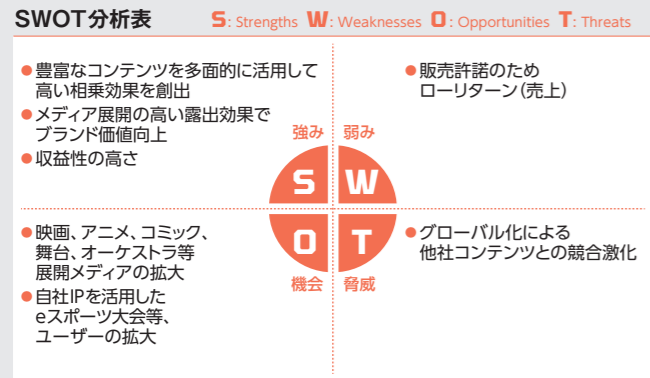 SWOT分析表
S: Strengths W: Weaknesses O: Opportunities T: Threats
●豊富なコンテンツを多面的に活用して
高い相乗効果を創出
●メディア展開の高い露出効果で
ブランド価値向上
●収益性の高さ
●販売許諾のため
ローリターン(売上)
強み 弱み
S W
O T
機会 脅威
●映画、アニメ、コミック、
舞台、オーケストラ等
展開メディアの拡大
●自社IPを活用した
eスポーツ大会等、
ユーザーの拡大
●グローバル化による
他社コンテンツとの競合激化